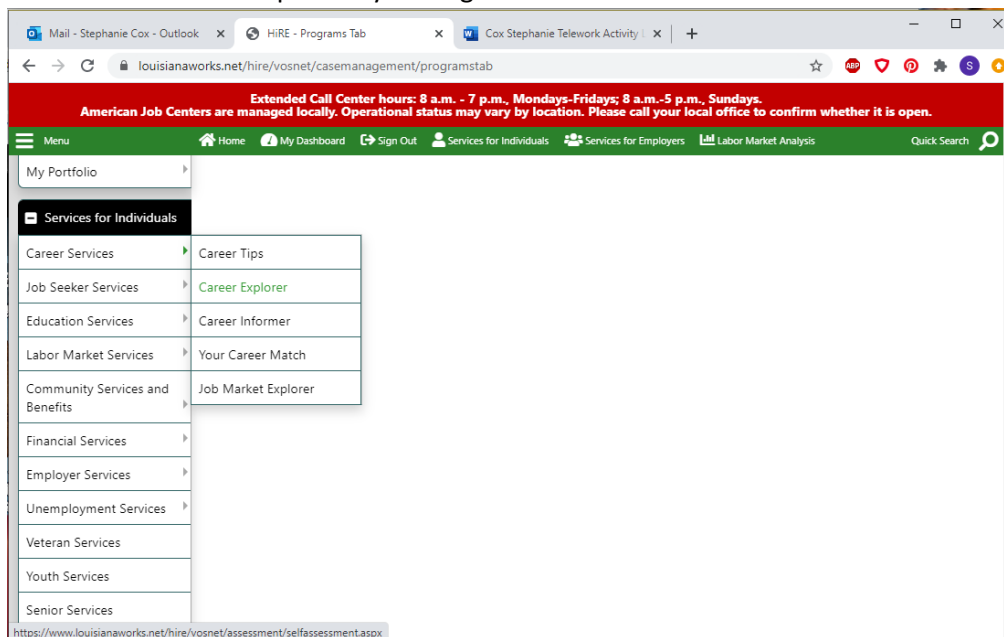 Mail - Stephanie Cox - Outlook
HiRE - Programs Tab
Cox Stephanie Telework Activity
louisianaworks.net/hire/vosnet/casemanagement/programstab
ABP
S
Extended Call Center hours: 8 a.m. - 7 p.m., Mondays-Fridays; 8 a.m.-5 p.m., Sundays.
American Job Centers are managed locally. Operational status may vary by location. Please call your local office to confirm whether it is open.
Menu
Home
My Dashboard
Sign Out
Services for Individuals
Services for Employers
Labor Market Analysis
Quick Search
My Portfolio
Services for Individuals
Career Services
Job Seeker Services
Education Services
Labor Market Services
Community Services and
Benefits
Financial Services
Employer Services
Unemployment Services
Veteran Services
Youth Services
Senior Services
Career Tips
Career Explorer
Career Informer
Your Career Match
Job Market Explorer
https://www.louisianaworks.net/hire/vosnet/assessment/selfassessment.aspx